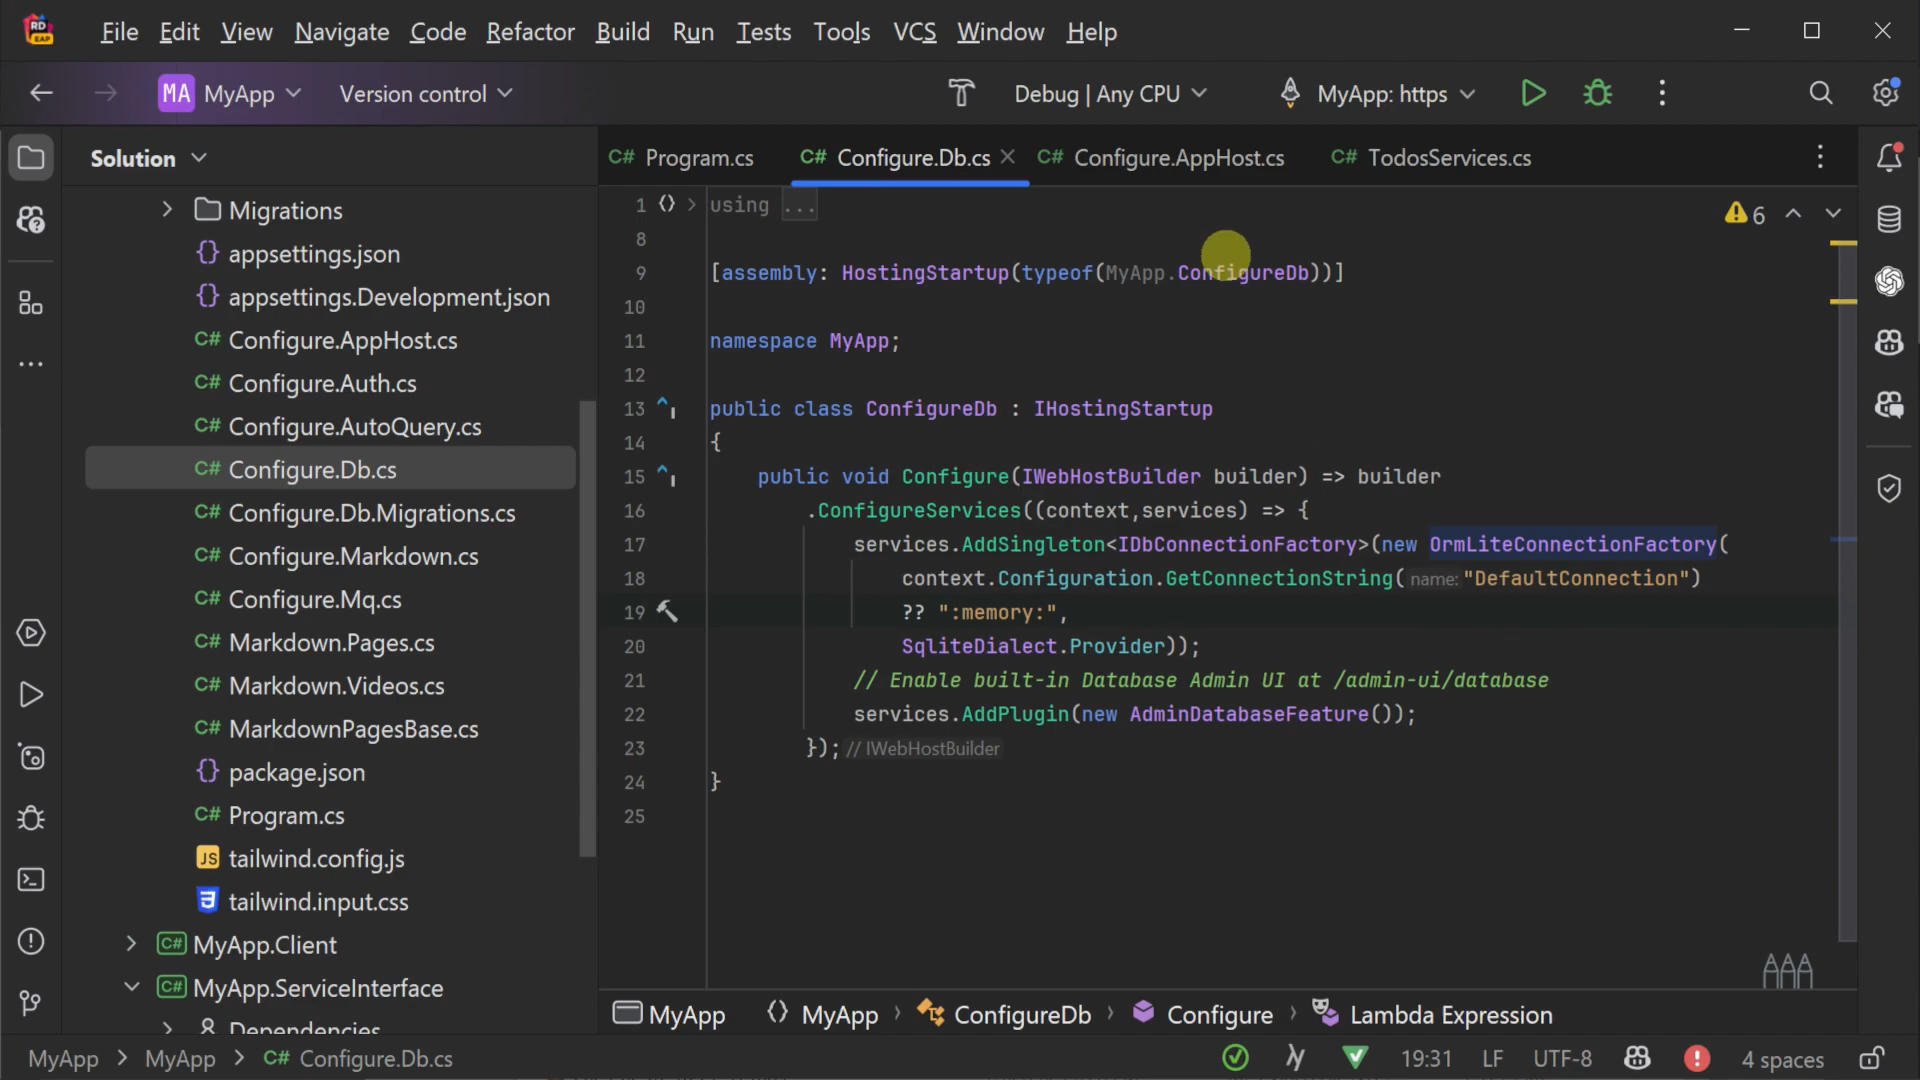 RD
EAP
File Edit View Navigate Code Refactor Build Run Tests Tools VCS Window Help
MA MyApp Version control Debug | Any CPU MyApp: https
Solution
Migrations
{} appsettings.json
{} appsettings.Development.json
C# Configure.AppHost.cs
C# Configure.Auth.cs
C# Configure.AutoQuery.cs
C# Configure.Db.cs
C# Configure.Db.Migrations.cs
C# Configure.Markdown.cs
C# Configure.Mq.cs
C# Markdown.Pages.cs
C# Markdown.Videos.cs
C# MarkdownPagesBase.cs
{} package.json
C# Program.cs
JS tailwind.config.js
tailwind.input.css
C# MyApp.Client
C# MyApp.ServiceInterface
Dependencies
C# Program.cs C# Configure.Db.cs C# Configure.AppHost.cs C# TodosServices.cs
6
1 using ...
8
9 [assembly: HostingStartup(typeof(MyApp.ConfigureDb))]
10
11 namespace MyApp;
12
13 public class ConfigureDb : IHostingStartup
14 {
15 public void Configure(IWebHostBuilder builder) => builder
16 .ConfigureServices((context,services) => {
17 services.AddSingleton<IDbConnectionFactory>(new OrmLiteConnectionFactory(
18 context.Configuration.GetConnectionString( name: "DefaultConnection")
19 ?? ":memory:",
20 SqliteDialect.Provider));
21 // Enable built-in Database Admin UI at /admin-ui/database
22 services.AddPlugin(new AdminDatabaseFeature());
23 }); // IWebHostBuilder
24 }
25
MyApp MyApp ConfigureDb Configure Lambda Expression
MyApp MyApp C# Configure.Db.cs 19:31 LF UTF-8 4 spaces